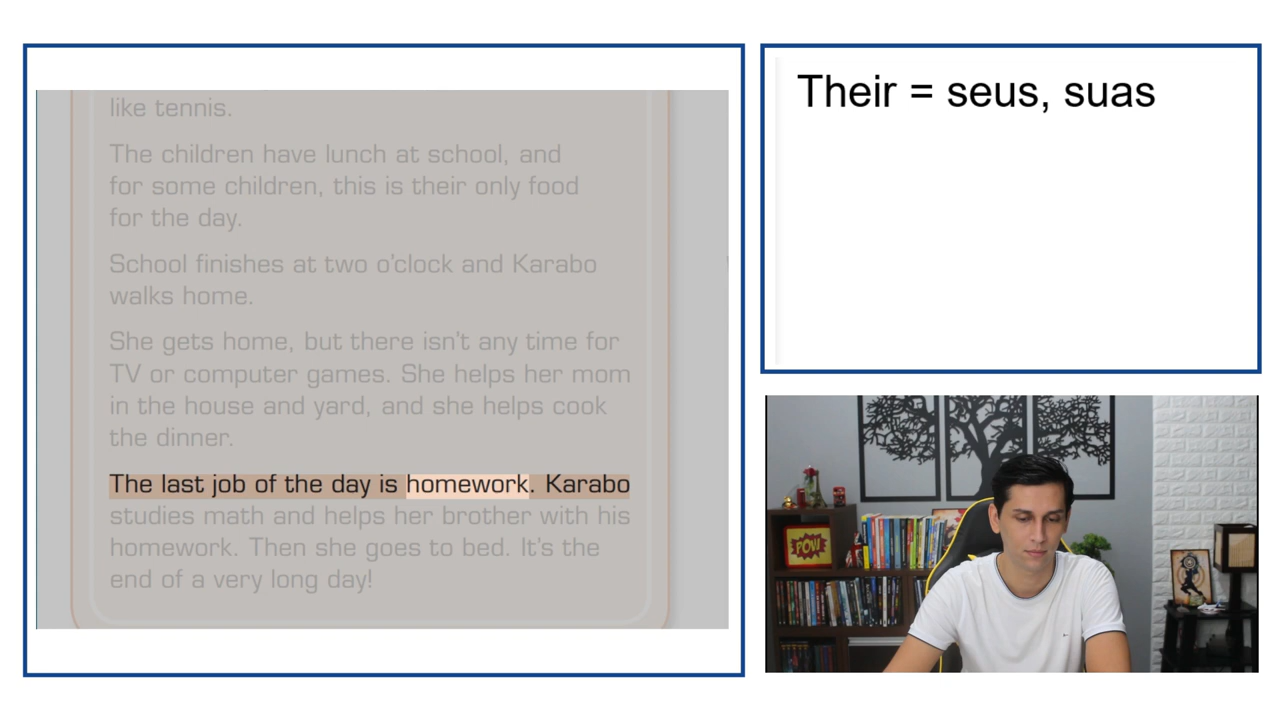 like tennis.
The children have lunch at school, and
for some children, this is their only food
for the day.
School finishes at two o'clock and Karabo
walks home.
She gets home, but there isn't any time for
TV or computer games. She helps her mom
in the house and yard, and she helps cook
the dinner.
The last job of the day is homework. Karabo
studies math and helps her brother with his
homework. Then she goes to bed. It's the
end of a very long day!
Their = seus, suas
POW!